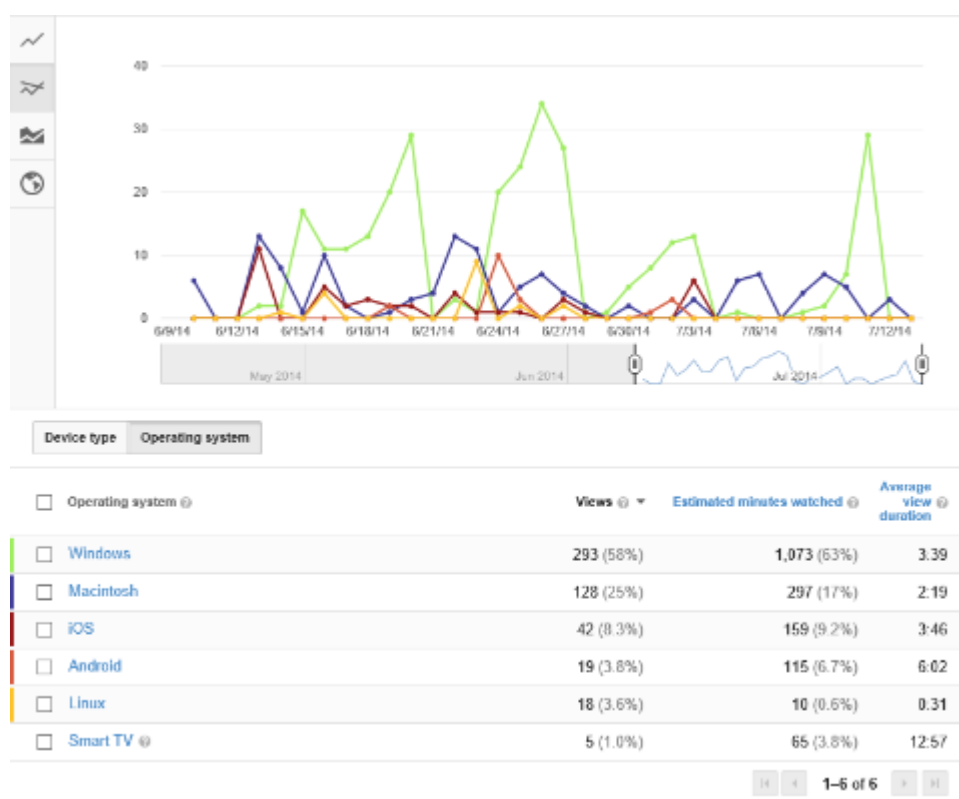 40
30
20
10
0
6/9/14 6/12/14 6/15/14 6/18/14 6/21/14 6/24/14 6/27/14 6/30/14 7/3/14 7/6/14 7/9/14 7/12/14
May 2014 Jun 2014 Jul 2014
Device type Operating system
Operating system Views Estimated minutes watched Average view duration
Windows 293 (58%) 1,073 (63%) 3:39
Macintosh 128 (25%) 297 (17%) 2:19
iOS 42 (8.3%) 159 (9.2%) 3:46
Android 19 (3.8%) 115 (6.7%) 6:02
Linux 18 (3.6%) 10 (0.6%) 0:31
Smart TV 5 (1.0%) 65 (3.8%) 12:57
1–6 of 6